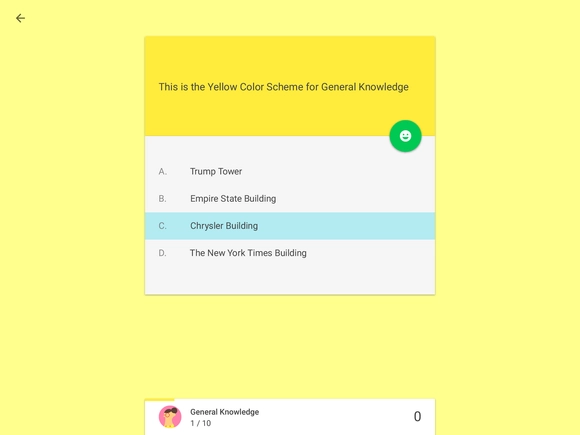 This is the Yellow Color Scheme for General Knowledge
A. Trump Tower
B. Empire State Building
C. Chrysler Building
D. The New York Times Building
General Knowledge
1 / 10
0